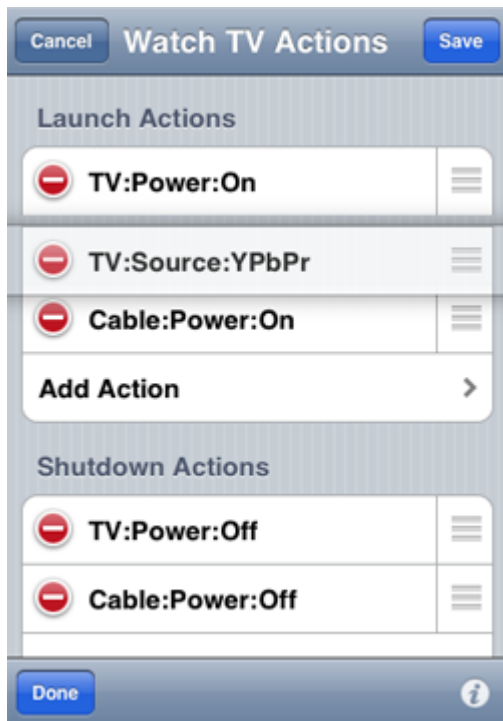 Cancel
Watch TV Actions
Save
Launch Actions
TV:Power:On
TV:Source:YPbPr
Cable:Power:On
Add Action
Shutdown Actions
TV:Power:Off
Cable:Power:Off
Done